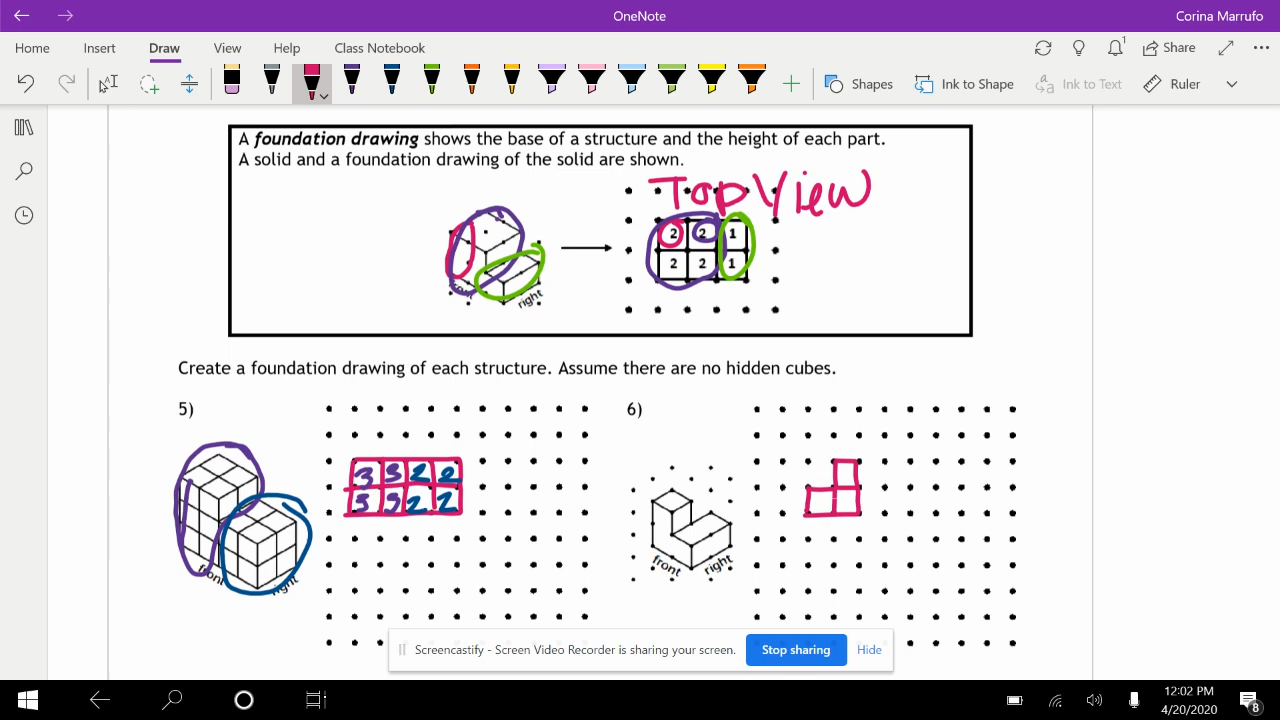 OneNote
Corina Marrufo
Home Insert Draw View Help Class Notebook
1
Share
Shapes
Ink to Shape
Ink to Text
Ruler
A foundation drawing shows the base of a structure and the height of each part.
A solid and a foundation drawing of the solid are shown.
Top View
2 2 1
2 2 1
front
right
Create a foundation drawing of each structure. Assume there are no hidden cubes.
5)
3 3 2 2
3 3 2 2
front
right
6)
front
right
Screencastify - Screen Video Recorder is sharing your screen.
Stop sharing
Hide
12:02 PM
4/20/2020
8